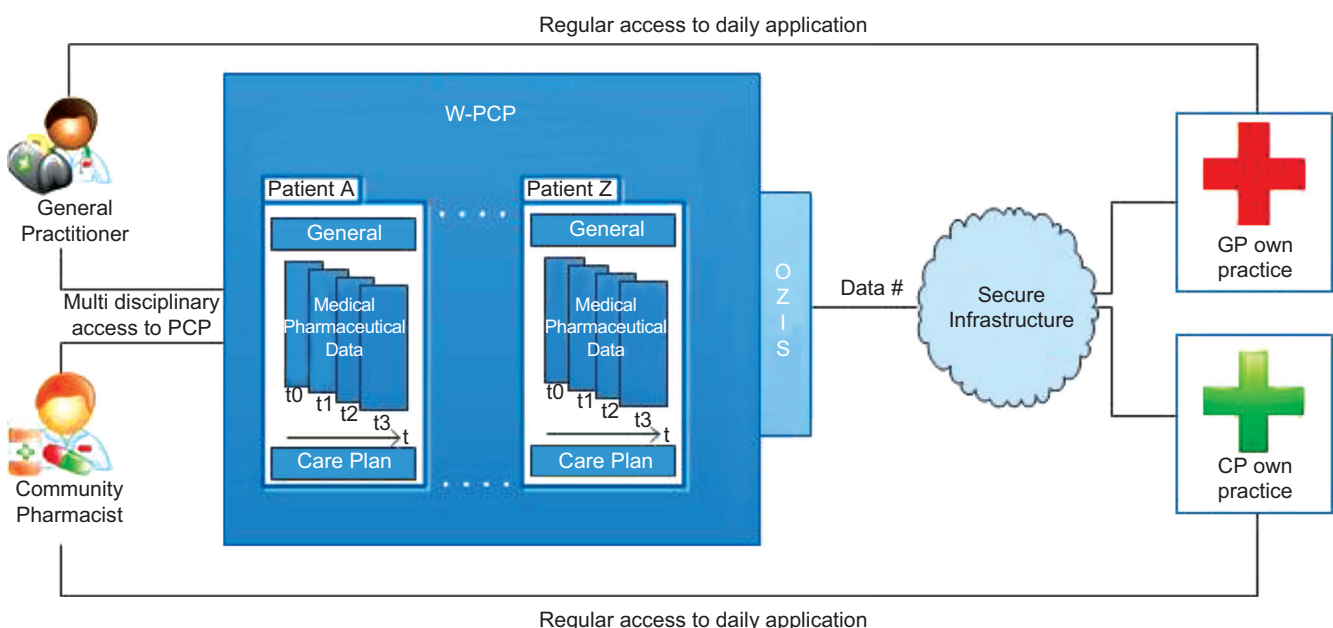 Regular access to daily application
W-PCP
Patient A
Patient Z
General
Practitioner
General
General
Multi disciplinary
access to PCP
Medical
Pharmaceutical
Data
Medical
Pharmaceutical
Data
t0
t1
t2
t3
t
t0
t1
t2
t3
t
Care Plan
Care Plan
Community
Pharmacist
O
Z
I
S
Data #
Secure
Infrastructure
GP own
practice
CP own
practice
Regular access to daily application